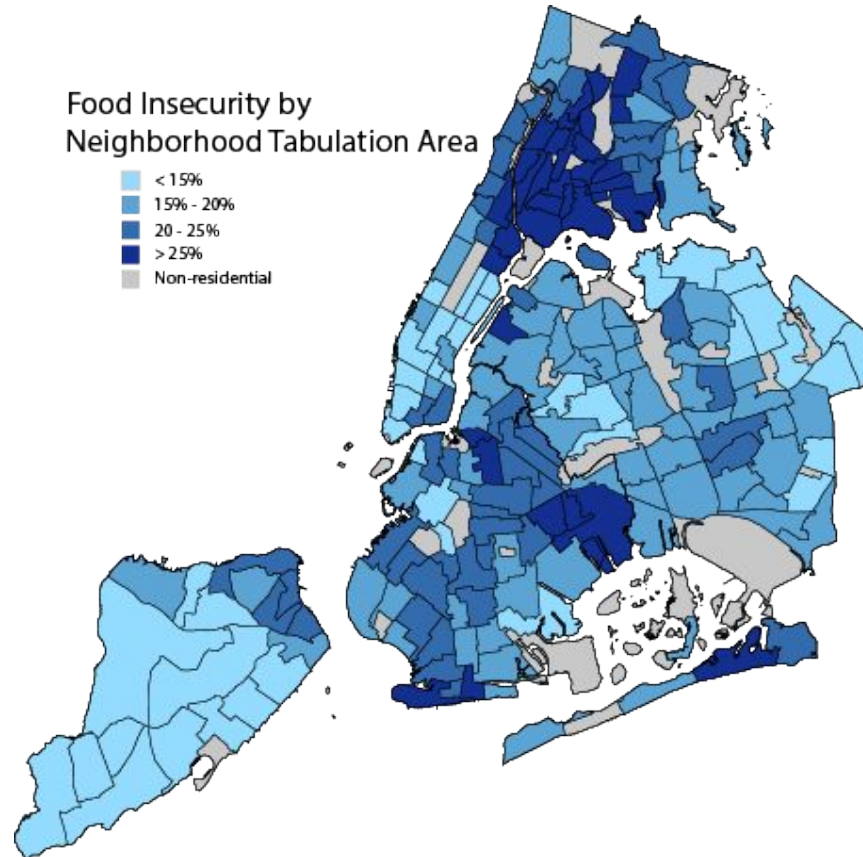 Food Insecurity by
Neighborhood Tabulation Area
< 15%
15% - 20%
20 - 25%
> 25%
Non-residential